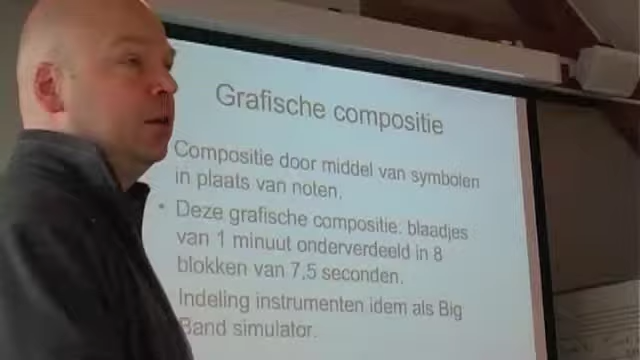 Grafische compositie
Compositie door middel van symbolen
in plaats van noten.
• Deze grafische compositie: blaadjes
van 1 minuut onderverdeeld in 8
blokken van 7,5 seconden.
Indeling instrumenten idem als Big
Band simulator.